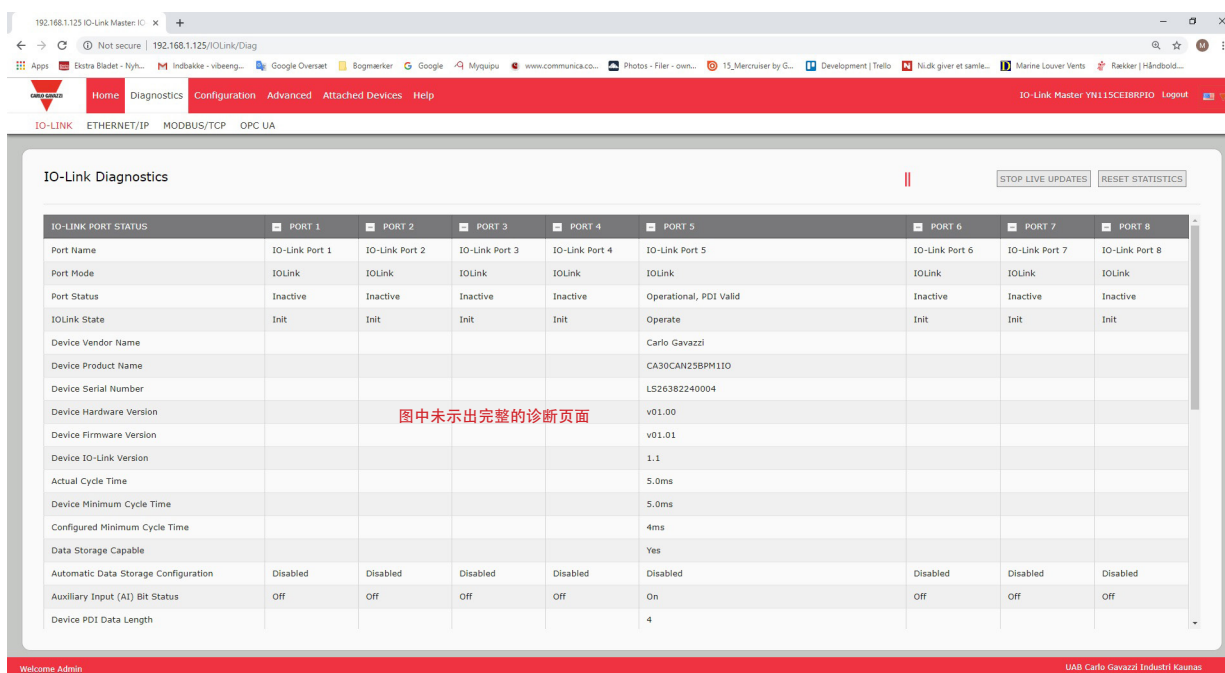 192.168.1.125 IO-Link Master: IO-
Not secure 192.168.1.125/IOLink/Diag
Apps Ekstra Bladet - Nyh... Indbakke - vibeeng... Google Oversæt Bogmærker Google Myquipu www.communica.co... Photos - Filer - own... 15_Mercruiser by G... Development | Trello Ni.dk giver et samle... Marine Louver Vents Rækker | Håndbold....
CARLO GAVAZZI Home Diagnostics Configuration Advanced Attached Devices Help IO-Link Master YN115CEI8RPIO Logout
IO-LINK ETHERNET/IP MODBUS/TCP OPC UA
IO-Link Diagnostics STOP LIVE UPDATES RESET STATISTICS
IO-LINK PORT STATUS PORT 1 PORT 2 PORT 3 PORT 4 PORT 5 PORT 6 PORT 7 PORT 8
Port Name IO-Link Port 1 IO-Link Port 2 IO-Link Port 3 IO-Link Port 4 IO-Link Port 5 IO-Link Port 6 IO-Link Port 7 IO-Link Port 8
Port Mode IOLink IOLink IOLink IOLink IOLink IOLink IOLink IOLink
Port Status Inactive Inactive Inactive Inactive Operational, PDI Valid Inactive Inactive Inactive
IOLink State Init Init Init Init Operate Init Init Init
Device Vendor Name Carlo Gavazzi
Device Product Name CA30CAN25BPM1IO
Device Serial Number LS26382240004
Device Hardware Version v01.00
图中未示出完整的诊断页面
Device Firmware Version v01.01
Device IO-Link Version 1.1
Actual Cycle Time 5.0ms
Device Minimum Cycle Time 5.0ms
Configured Minimum Cycle Time 4ms
Data Storage Capable Yes
Automatic Data Storage Configuration Disabled Disabled Disabled Disabled Disabled Disabled Disabled Disabled
Auxiliary Input (AI) Bit Status Off Off Off Off On Off Off Off
Device PDI Data Length 4
Welcome Admin UAB Carlo Gavazzi Industri Kaunas